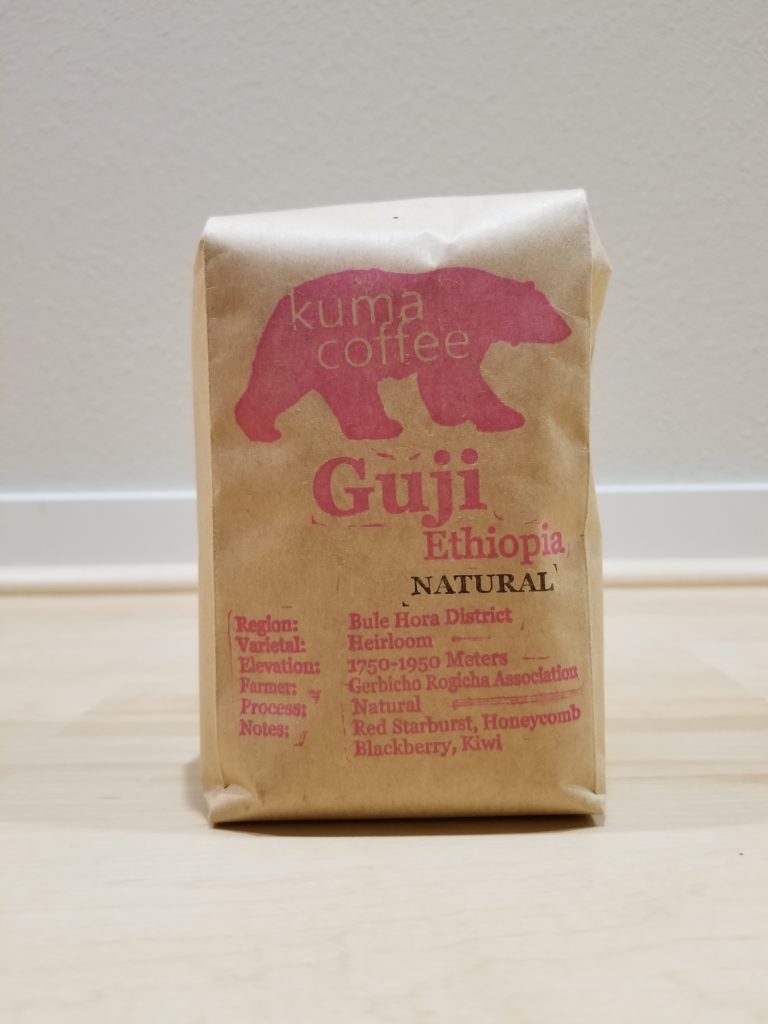 kuma
coffee
Guji
Ethiopia
NATURAL
Region: Bule Hora District
Varietal: Heirloom
Elevation: 1750-1950 Meters
Farmer: Gerbicho Rogicha Association
Process: Natural
Notes: Red Starburst, Honeycomb
Blackberry, Kiwi